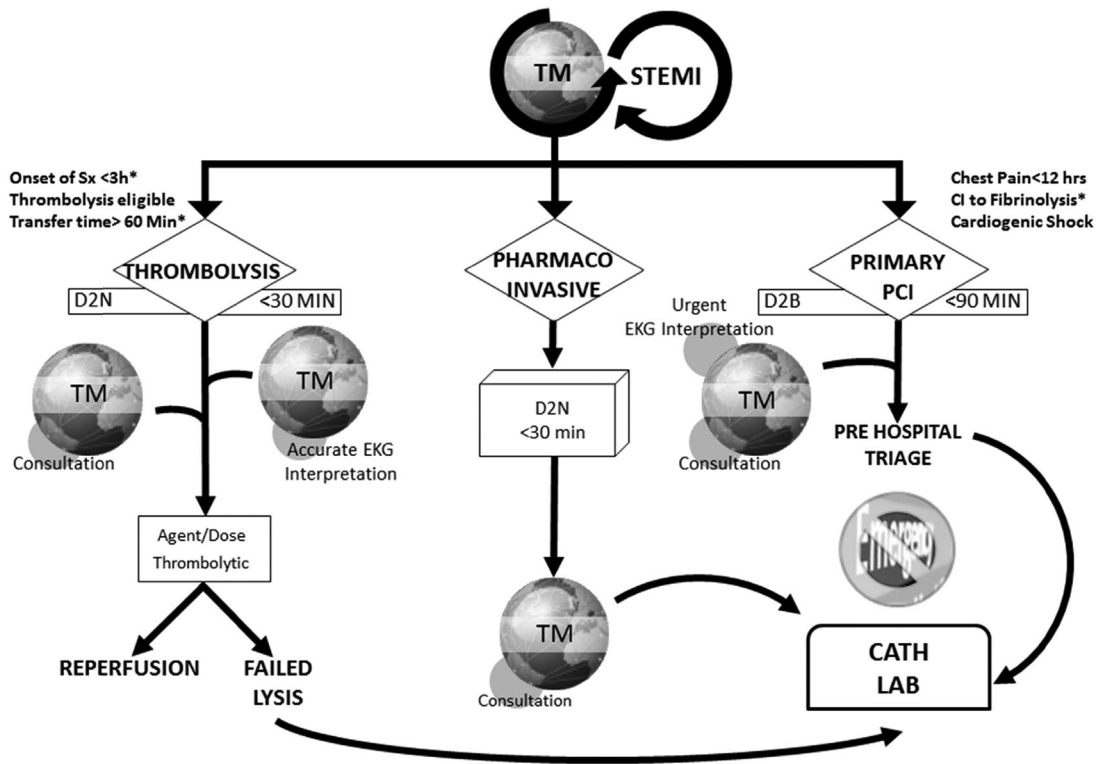 TM
STEMI
Onset of Sx <3h*
Thrombolysis eligible
Transfer time> 60 Min*
Chest Pain<12 hrs
CI to Fibrinolysis*
Cardiogenic Shock
THROMBOLYSIS
D2N
<30 MIN
PHARMACO
INVASIVE
PRIMARY
PCI
D2B
<90 MIN
TM
Consultation
TM
Accurate EKG
Interpretation
D2N
<30 min
Urgent
EKG Interpretation
TM
Consultation
PRE HOSPITAL
TRIAGE
Agent/Dose
Thrombolytic
Emergency
REPERFUSION
FAILED
LYSIS
TM
Consultation
CATH
LAB